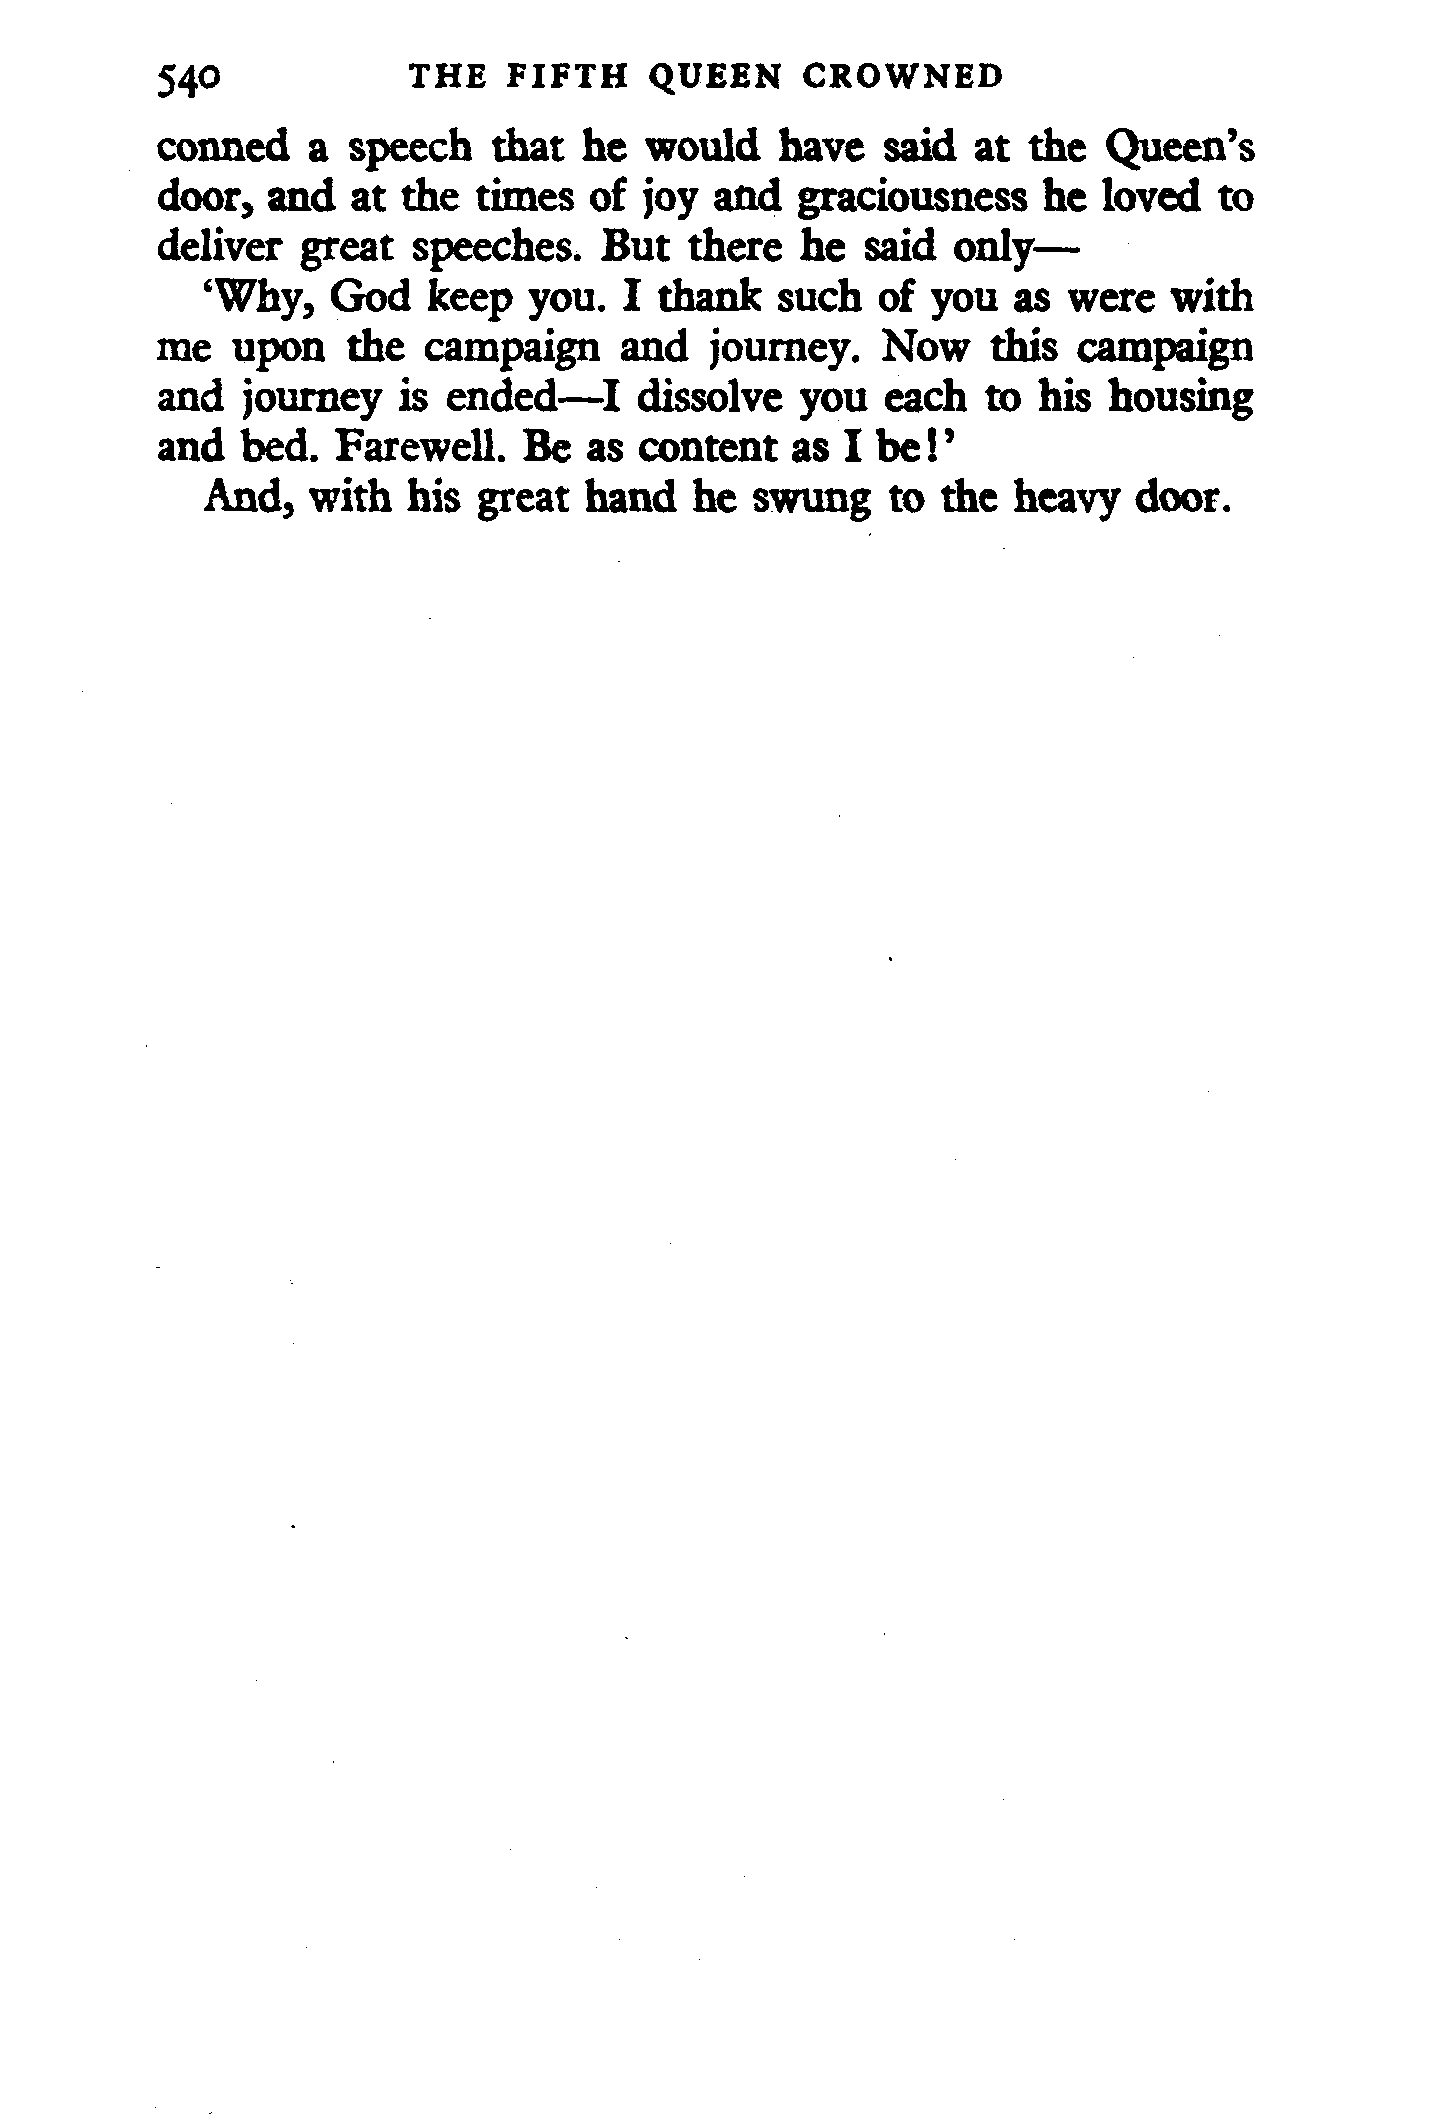 540 THE FIFTH QUEEN CROWNED
conned a speech that he would have said at the Queen's
door, and at the times of joy and graciousness he loved to
deliver great speeches. But there he said only—
‘Why, God keep you. I thank such of you as were with
me upon the campaign and journey. Now this campaign
and journey is ended—I dissolve you each to his housing
and bed. Farewell. Be as content as I be!’
And, with his great hand he swung to the heavy door.